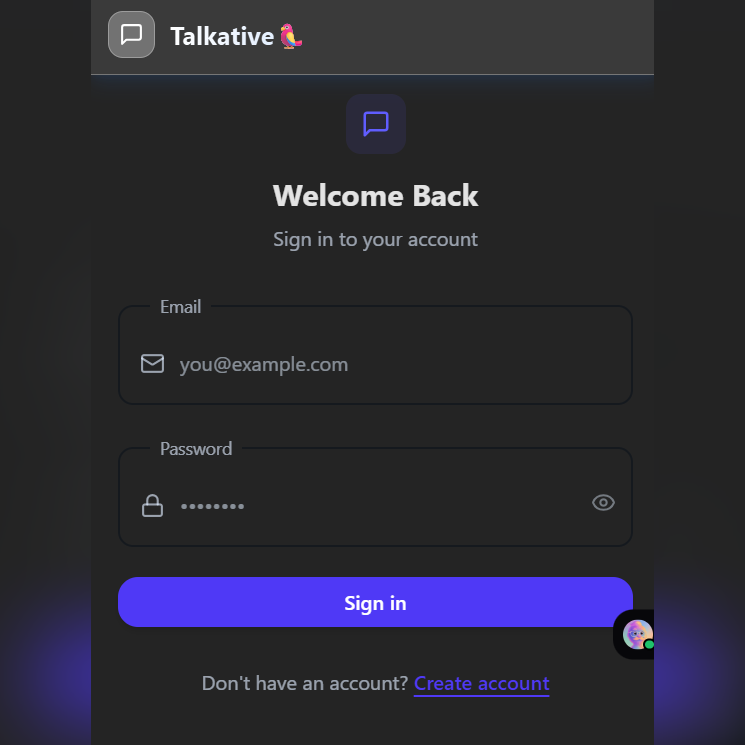 Talkative🦜
Welcome Back
Sign in to your account
Email
you@example.com
Password
••••••••
Sign in
Don't have an account? Create account